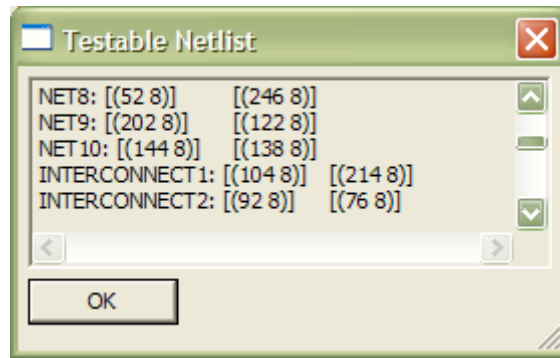 Testable Netlist
NET8: [(52 8)] [(246 8)]
NET9: [(202 8)] [(122 8)]
NET10: [(144 8)] [(138 8)]
INTERCONNECT1: [(104 8)] [(214 8)]
INTERCONNECT2: [(92 8)] [(76 8)]
OK